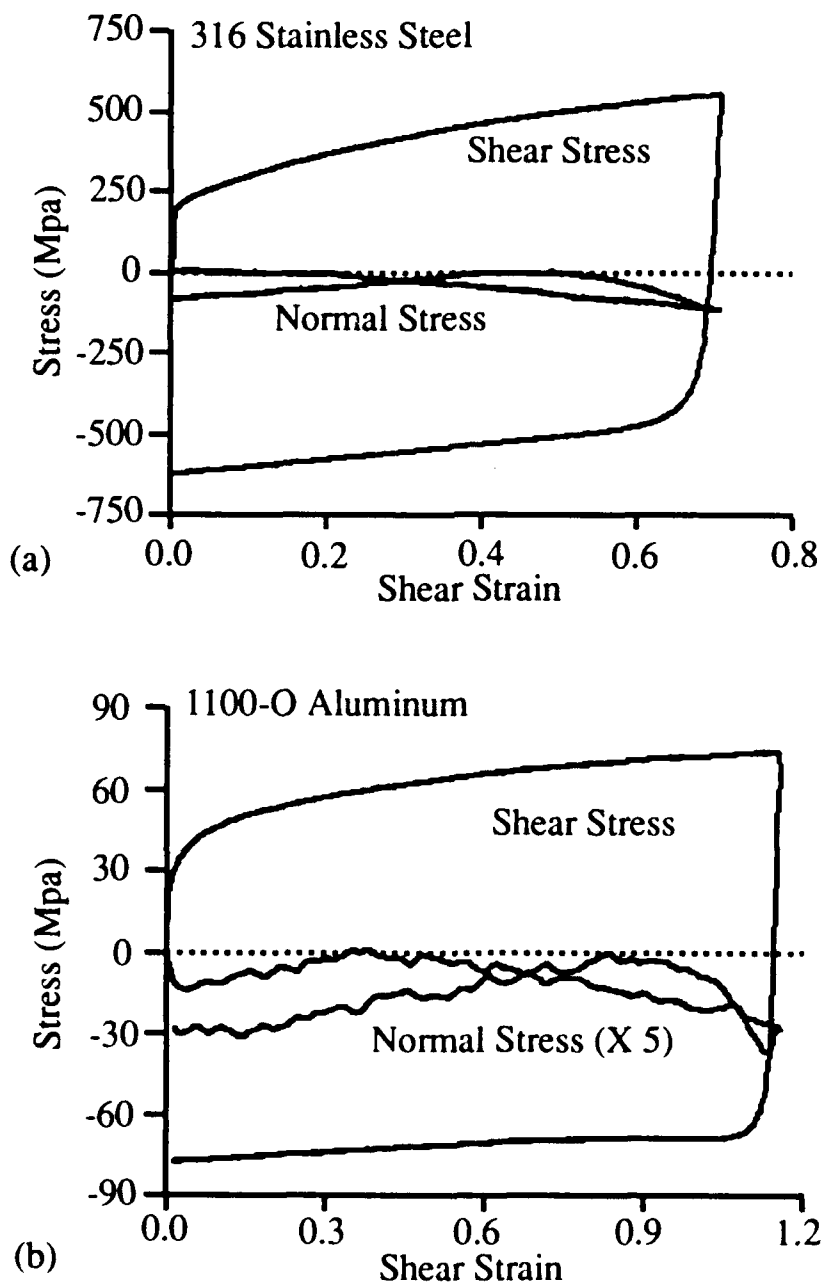 750
316 Stainless Steel
500
Shear Stress
250
Stress (Mpa)
0
Normal Stress
-250
-500
-750
0.0 0.2 0.4 0.6 0.8
(a)
Shear Strain
90
1100-O Aluminum
60
Shear Stress
30
Stress (Mpa)
0
-30
Normal Stress (X 5)
-60
-90
0.0 0.3 0.6 0.9 1.2
(b)
Shear Strain